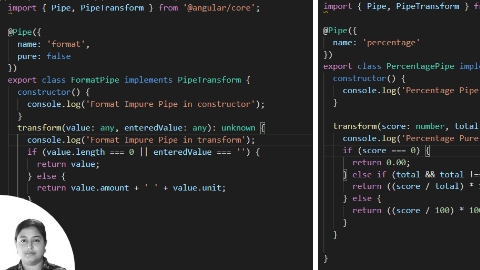 import { Pipe, PipeTransform } from '@angular/core';
@Pipe({
name: 'format',
pure: false
})
export class FormatPipe implements PipeTransform {
constructor() {
console.log('Format Impure Pipe in constructor');
}
transform(value: any, enteredValue: any): unknown {
console.log('Format Impure Pipe in transform');
if (value.length === 0 || enteredValue === '') {
return value;
} else {
return value.amount + ' ' + value.unit;
}
import { Pipe, PipeTransform }
@Pipe({
name: 'percentage'
})
export class PercentagePipe
constructor() {
console.log('Percentage Pipe
}
transform(score: number, total
console.log('Percentage Pure
if (score === 0) {
return 0.00;
} else if (total && total
return ((score / total) *
} else {
return ((score / 100) *
}
}
}